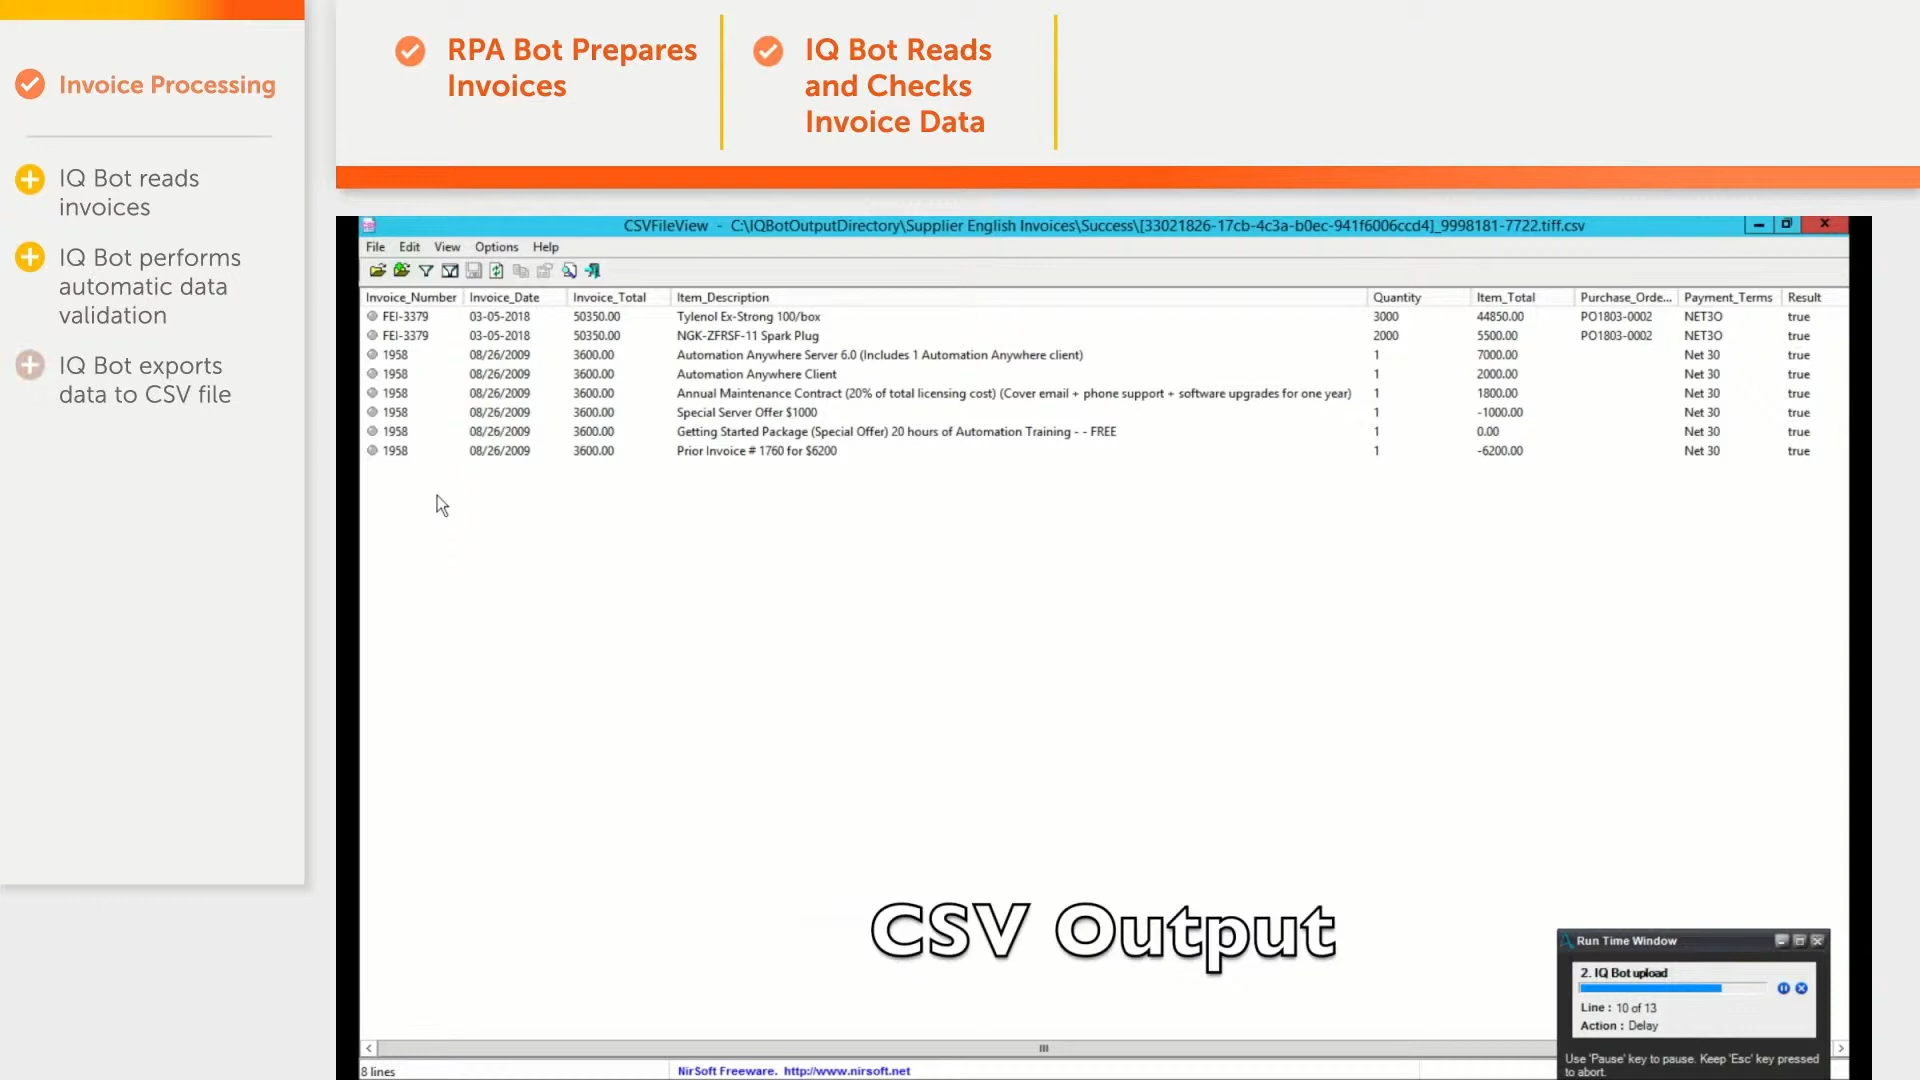 Invoice Processing
IQ Bot reads
invoices
IQ Bot performs
automatic data
validation
IQ Bot exports
data to CSV file
RPA Bot Prepares
Invoices
IQ Bot Reads
and Checks
Invoice Data
CSVFileView - C:\IQBotOutputDirectory\Supplier English Invoices\Success\[33021826-17cb-4c3a-b0ec-941f6006ccd4]_9998181-7722.tiff.csv
File Edit View Options Help
Invoice_Number Invoice_Date Invoice_Total Item_Description Quantity Item_Total Purchase_Orde... Payment_Terms Result
FEI-3379 03-05-2018 50350.00 Tylenol Ex-Strong 100/box 3000 44850.00 PO1803-0002 NET3O true
FEI-3379 03-05-2018 50350.00 NGK-ZFRSF-11 Spark Plug 2000 5500.00 PO1803-0002 NET3O true
1958 08/26/2009 3600.00 Automation Anywhere Server 6.0 (Includes 1 Automation Anywhere client) 1 7000.00 Net 30 true
1958 08/26/2009 3600.00 Automation Anywhere Client 1 2000.00 Net 30 true
1958 08/26/2009 3600.00 Annual Maintenance Contract (20% of total licensing cost) (Cover email + phone support + software upgrades for one year) 1 1800.00 Net 30 true
1958 08/26/2009 3600.00 Special Server Offer $1000 1 -1000.00 Net 30 true
1958 08/26/2009 3600.00 Getting Started Package (Special Offer) 20 hours of Automation Training - - FREE 1 0.00 Net 30 true
1958 08/26/2009 3600.00 Prior Invoice # 1760 for $6200 1 -6200.00 Net 30 true
CSV Output
Run Time Window
2. IQ Bot upload
Line : 10 of 13
Action : Delay
Use 'Pause' key to pause. Keep 'Esc' key pressed
to abort.
8 lines NirSoft Freeware. http://www.nirsoft.net